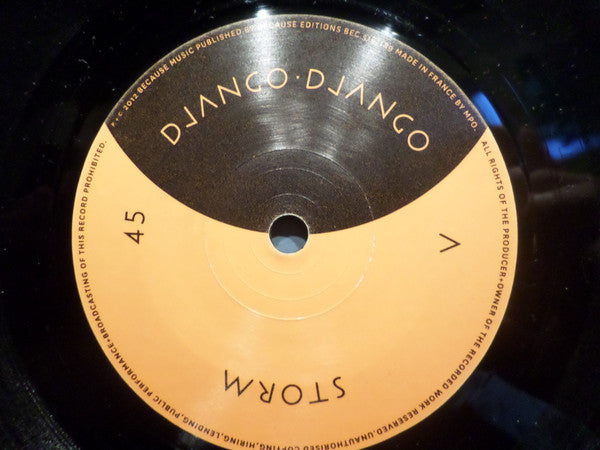 DJANGO·DJANGO
45
V
STORM
P+C 2012 BECAUSE MUSIC PUBLISHED BY BECAUSE EDITIONS BEC MADE IN FRANCE BY MPO.
ALL RIGHTS OF THE PRODUCER+OWNER OF THE RECORDED WORK RESERVED.UNAUTHORISED COPYING,HIRING,LENDING,PUBLIC PERFORMANCE+BROADCASTING OF THIS RECORD PROHIBITED.